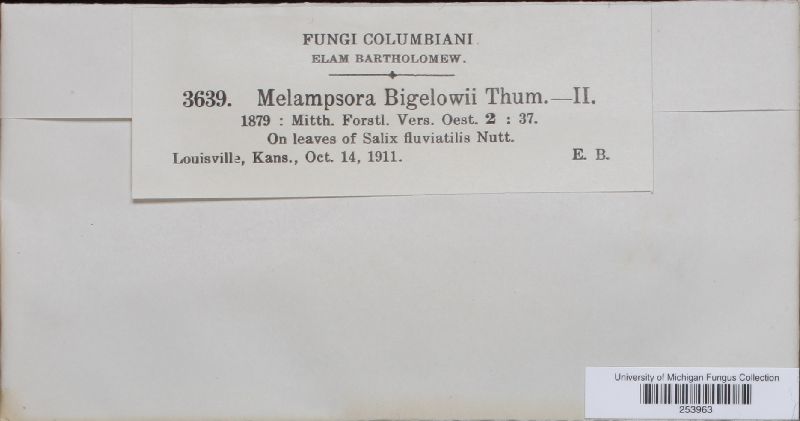 FUNGI COLUMBIANI.
ELAM BARTHOLOMEW.
3639. Melampsora Bigelowii Thum.—II.
1879 : Mitth. Forstl. Vers. Oest. 2 : 37.
On leaves of Salix fluviatilis Nutt.
Louisville, Kans., Oct. 14, 1911. E. B.
University of Michigan Fungus Collection
253963